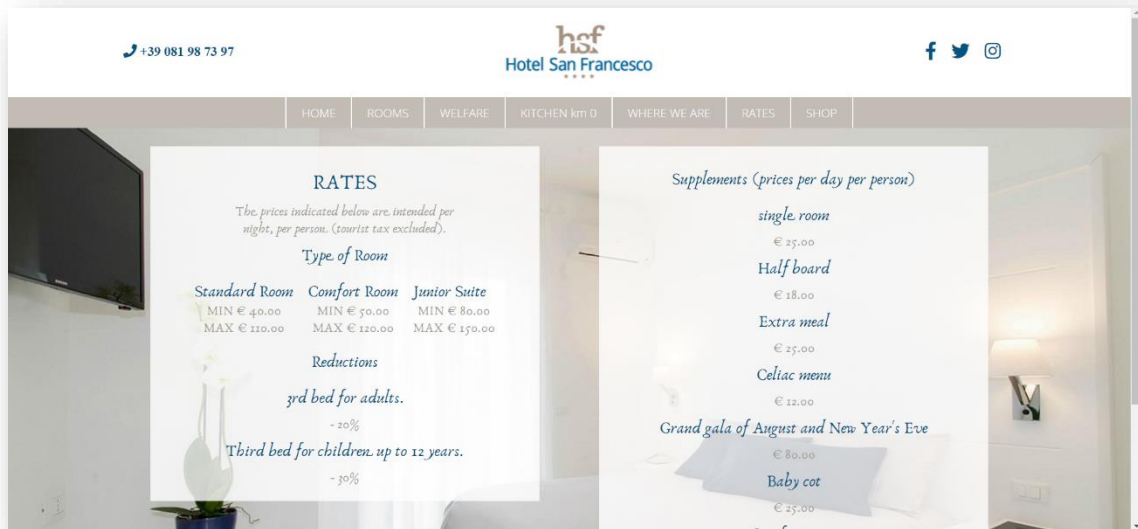 +39 081 98 73 97
hsf
Hotel San Francesco
HOME ROOMS WELFARE KITCHEN km 0 WHERE WE ARE RATES SHOP
RATES
The prices indicated below are intended per
night, per person. (tourist tax excluded).
Type of Room
Standard Room Comfort Room Junior Suite
MIN € 40.00 MIN € 50.00 MIN € 80.00
MAX € 110.00 MAX € 120.00 MAX € 150.00
Reductions
3rd bed for adults.
- 20%
Third bed for children up to 12 years.
- 30%
Supplements (prices per day per person)
single room
€ 25.00
Half board
€ 18.00
Extra meal
€ 25.00
Celiac menu
€ 12.00
Grand gala of August and New Year's Eve
€ 80.00
Baby cot
€ 25.00